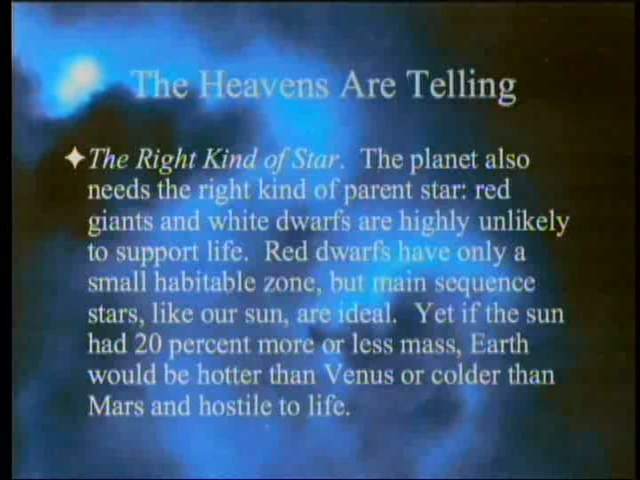 The Heavens Are Telling
The Right Kind of Star. The planet also
needs the right kind of parent star: red
giants and white dwarfs are highly unlikely
to support life. Red dwarfs have only a
small habitable zone, but main sequence
stars, like our sun, are ideal. Yet if the sun
had 20 percent more or less mass, Earth
would be hotter than Venus or colder than
Mars and hostile to life.